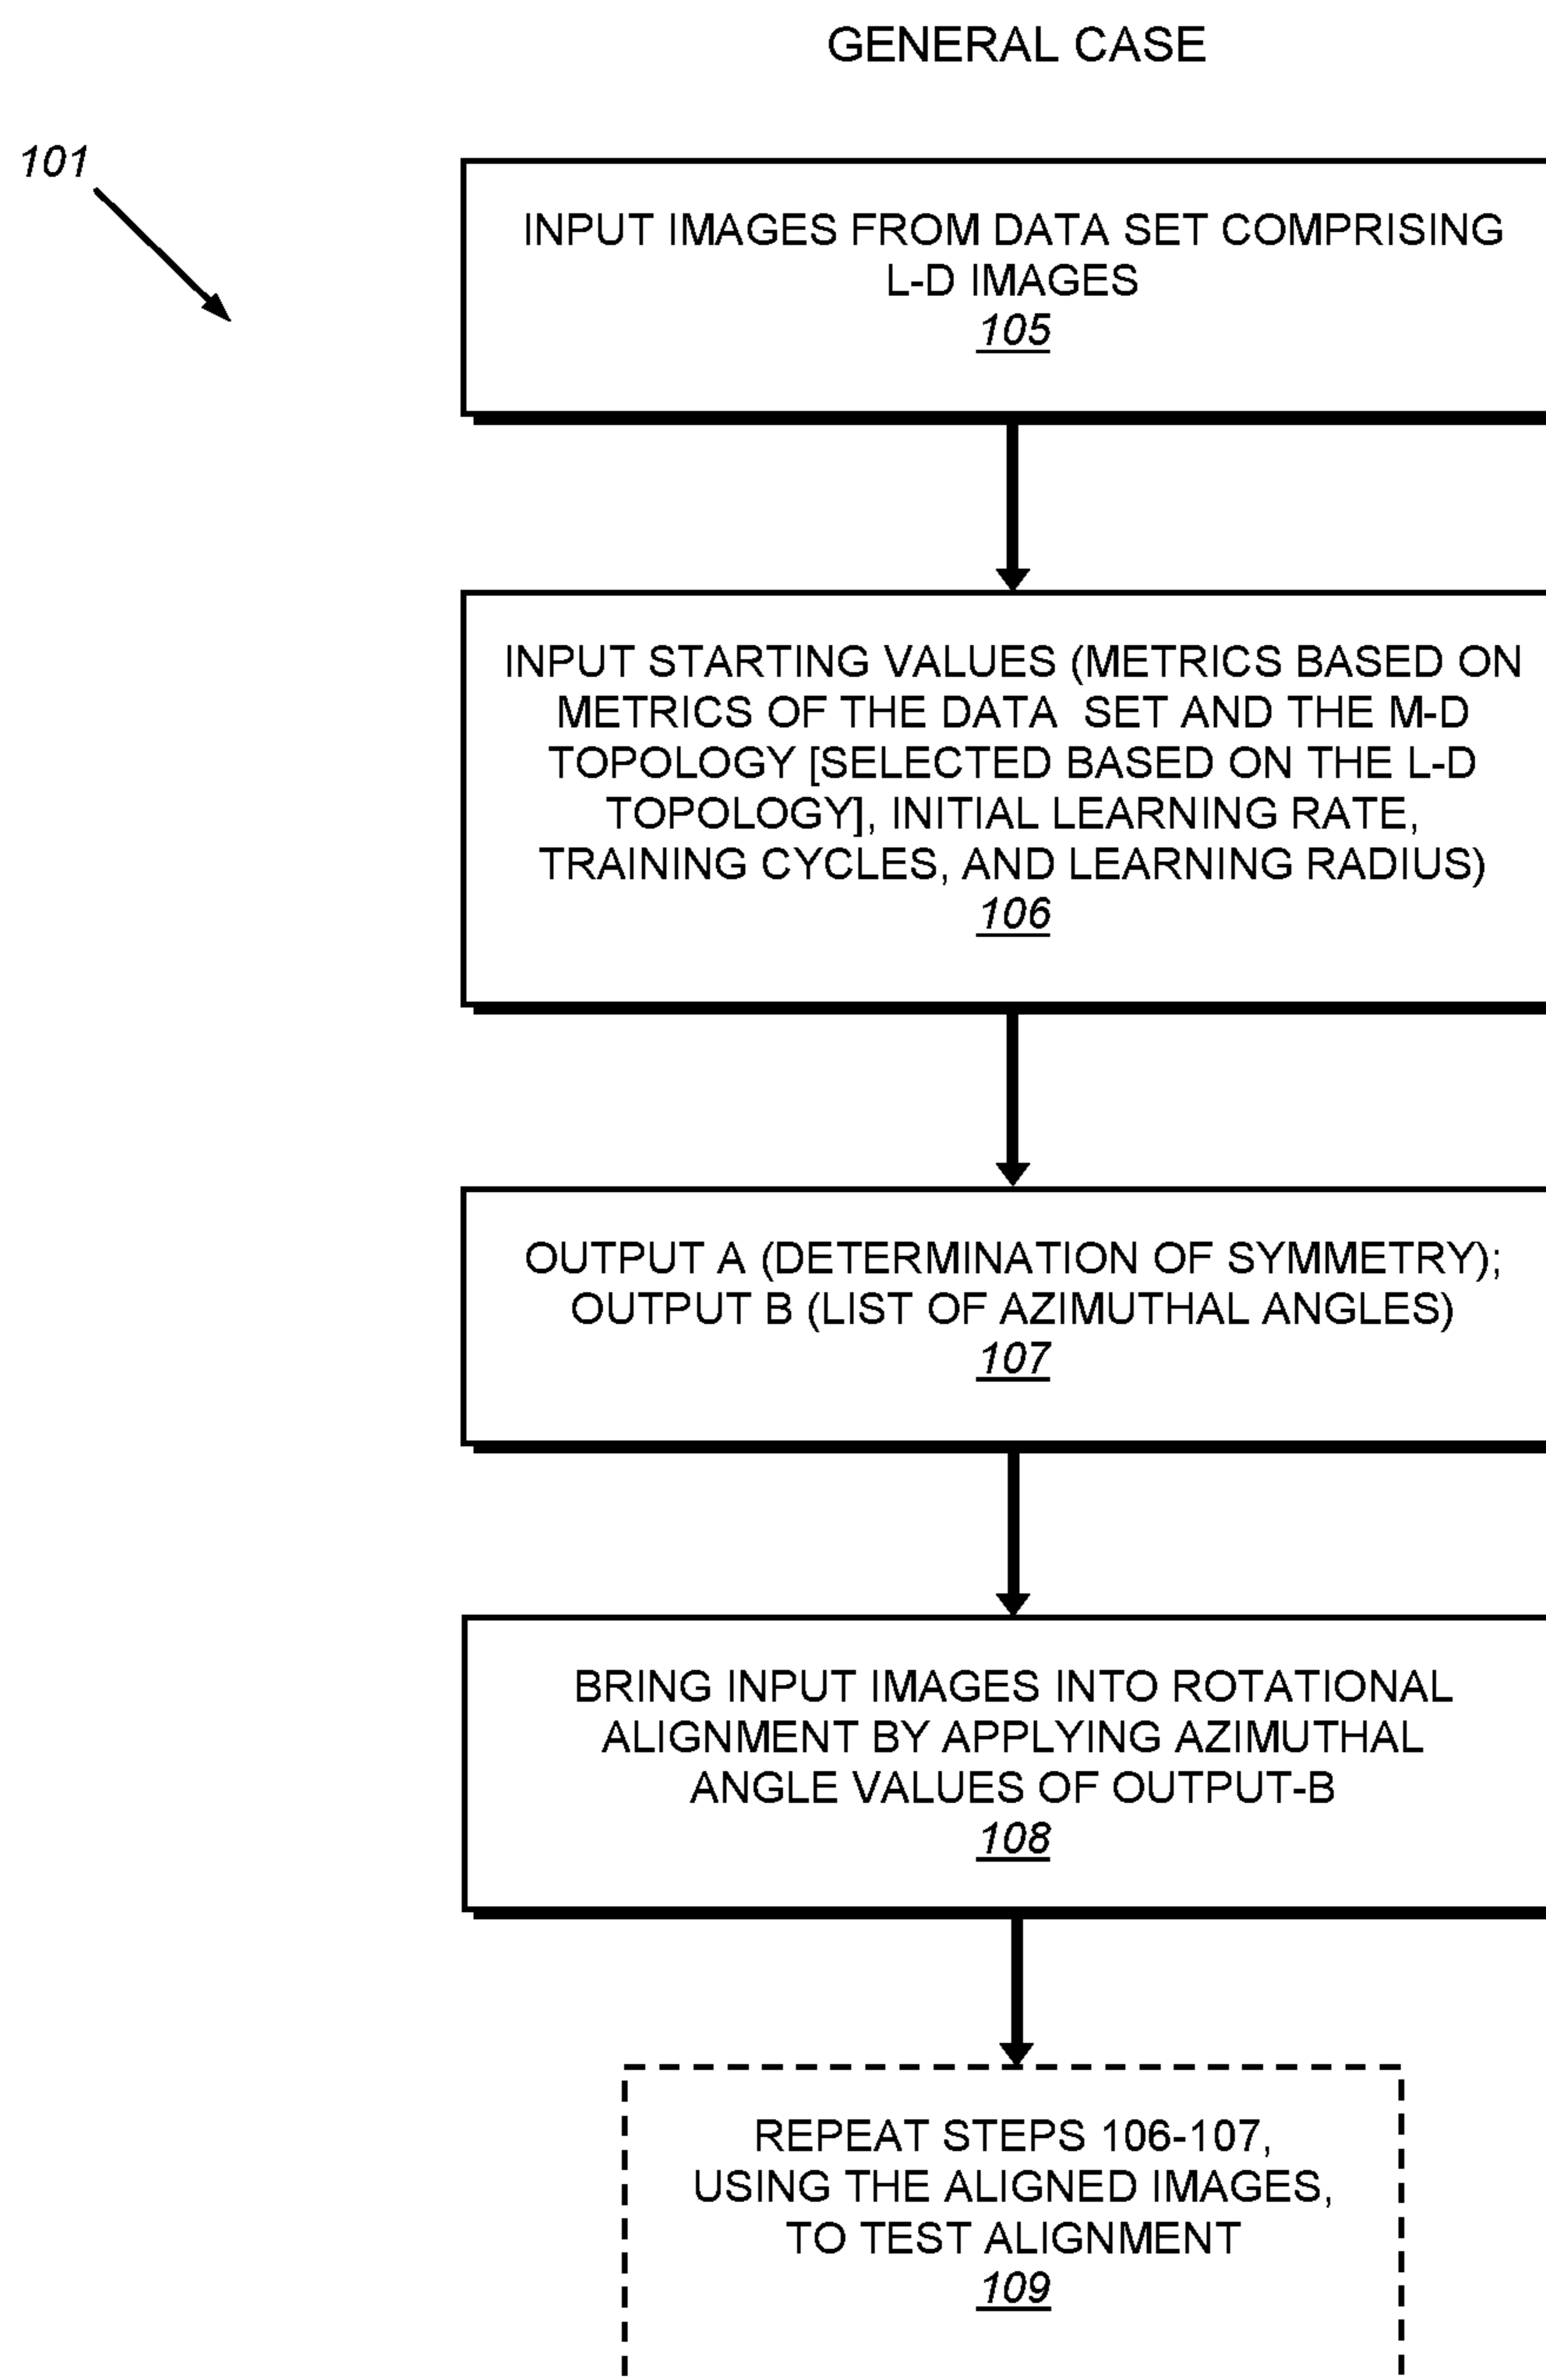 GENERAL CASE
101
INPUT IMAGES FROM DATA SET COMPRISING
L-D IMAGES
105
INPUT STARTING VALUES (METRICS BASED ON
METRICS OF THE DATA SET AND THE M-D
TOPOLOGY [SELECTED BASED ON THE L-D
TOPOLOGY], INITIAL LEARNING RATE,
TRAINING CYCLES, AND LEARNING RADIUS)
106
OUTPUT A (DETERMINATION OF SYMMETRY);
OUTPUT B (LIST OF AZIMUTHAL ANGLES)
107
BRING INPUT IMAGES INTO ROTATIONAL
ALIGNMENT BY APPLYING AZIMUTHAL
ANGLE VALUES OF OUTPUT-B
108
REPEAT STEPS 106-107,
USING THE ALIGNED IMAGES,
TO TEST ALIGNMENT
109